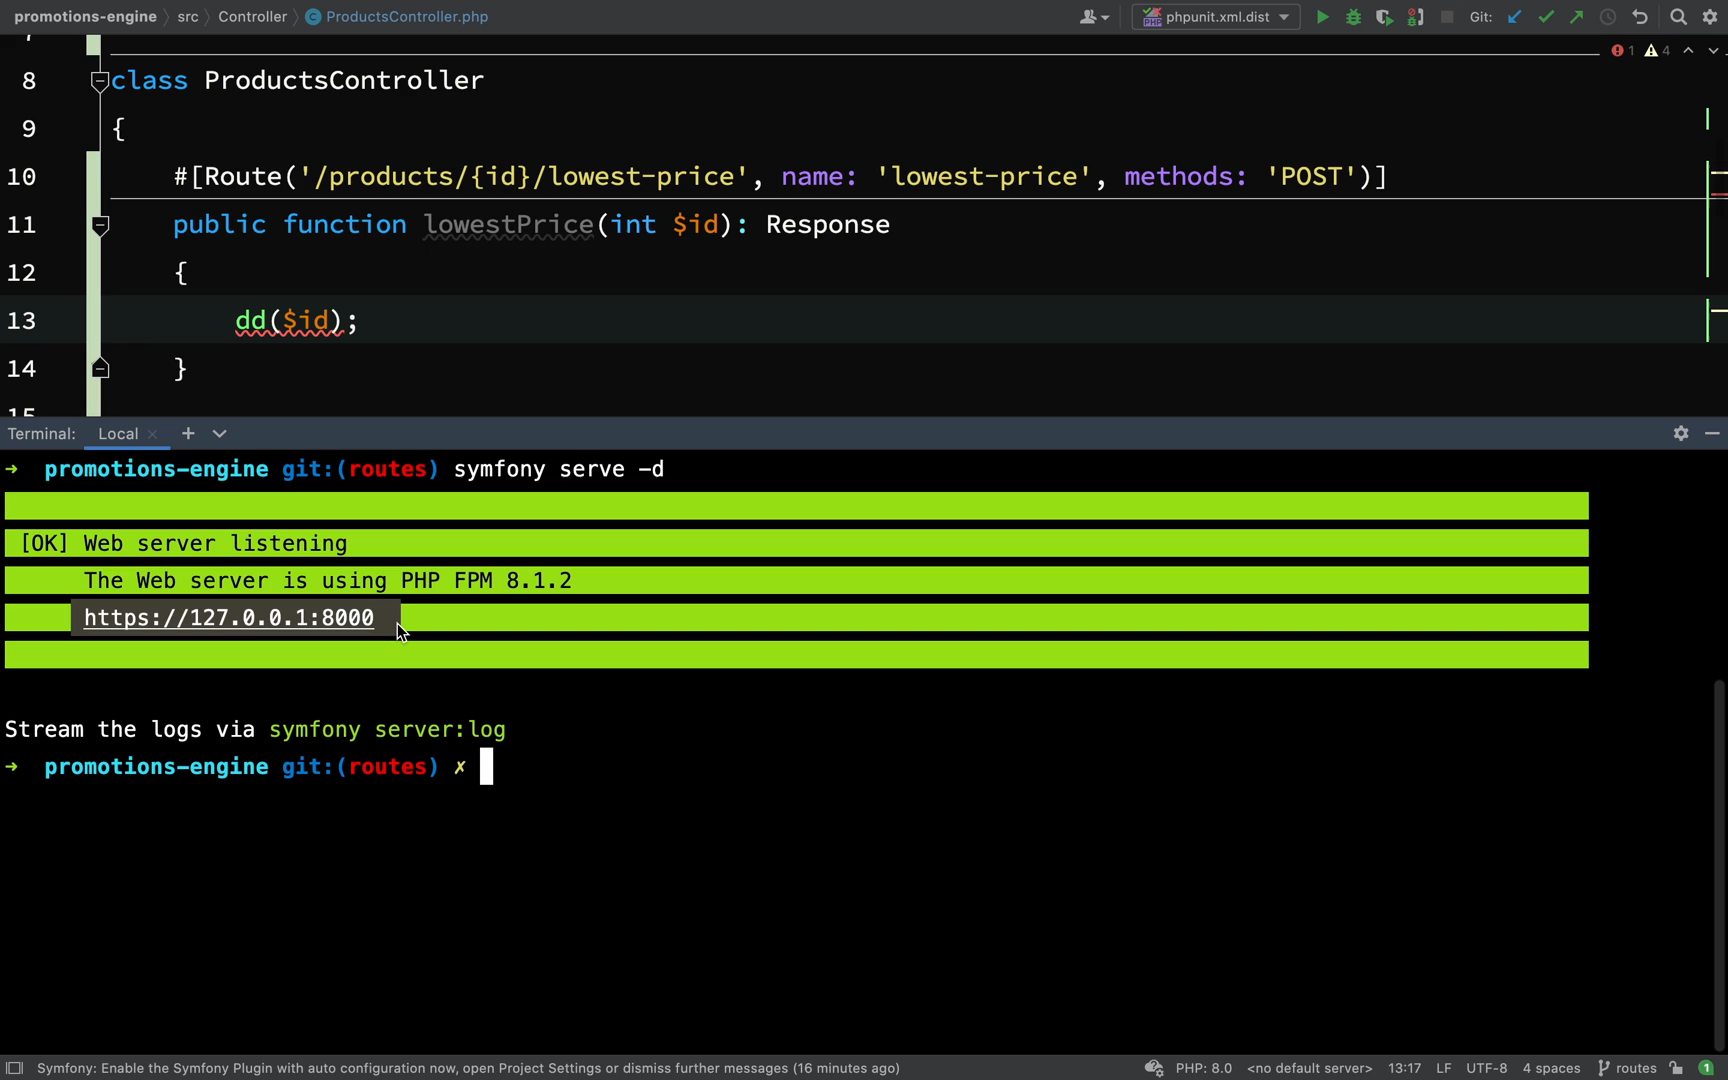 promotions-engine src Controller ProductsController.php phpunit.xml.dist Git:
1 4
8 class ProductsController
9 {
10 #[Route('/products/{id}/lowest-price', name: 'lowest-price', methods: 'POST')]
11 public function lowestPrice(int $id): Response
12 {
13 dd($id);
14 }
15
Terminal: Local
→ promotions-engine git:(routes) symfony serve -d
[OK] Web server listening
The Web server is using PHP FPM 8.1.2
https://127.0.0.1:8000
Stream the logs via symfony server:log
→ promotions-engine git:(routes) ✗
Symfony: Enable the Symfony Plugin with auto configuration now, open Project Settings or dismiss further messages (16 minutes ago) PHP: 8.0 <no default server> 13:17 LF UTF-8 4 spaces routes 1